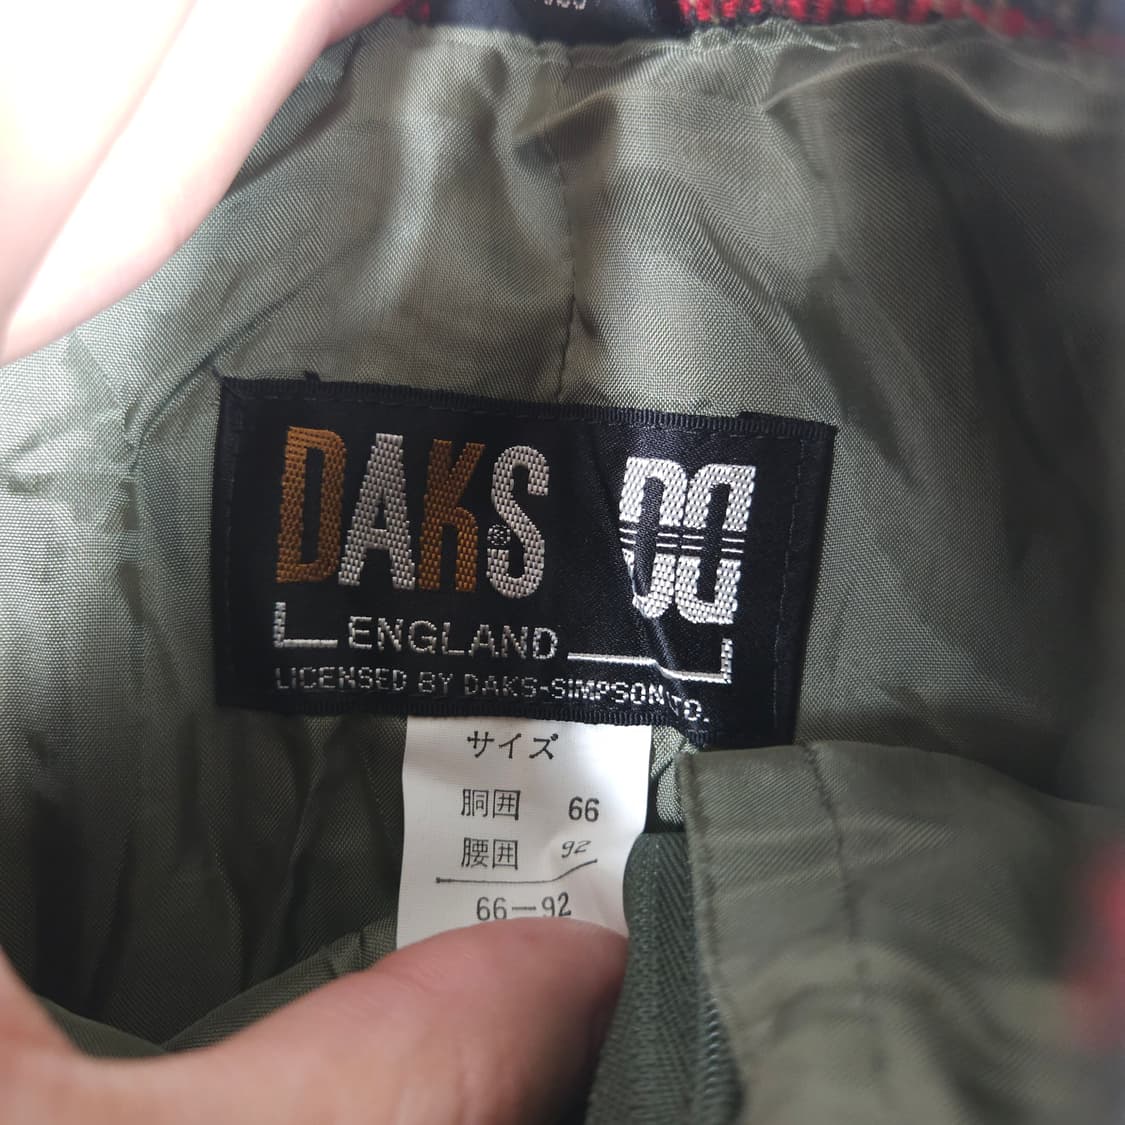 DAKS®
ENGLAND
LICENSED BY DAKS-SIMPSON CO.
サイズ
胴囲 66
腰囲 92
66—92